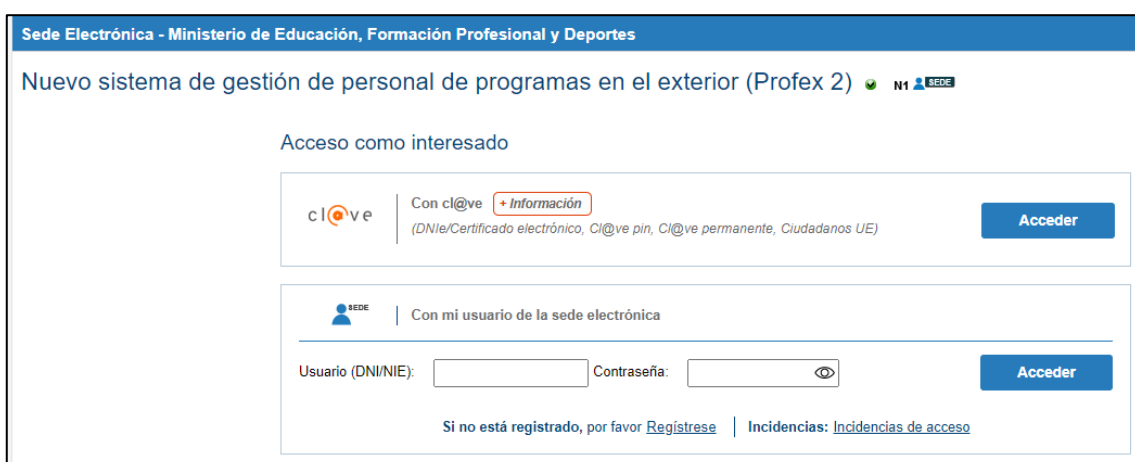 Sede Electrónica - Ministerio de Educación, Formación Profesional y Deportes
Nuevo sistema de gestión de personal de programas en el exterior (Profex 2) N1 SEDE
Acceso como interesado
cl@ve
Con cl@ve + Información
(DNIe/Certificado electrónico, Cl@ve pin, Cl@ve permanente, Ciudadanos UE)
Acceder
SEDE
Con mi usuario de la sede electrónica
Usuario (DNI/NIE): Contraseña: Acceder
Si no está registrado, por favor Regístrese Incidencias: Incidencias de acceso